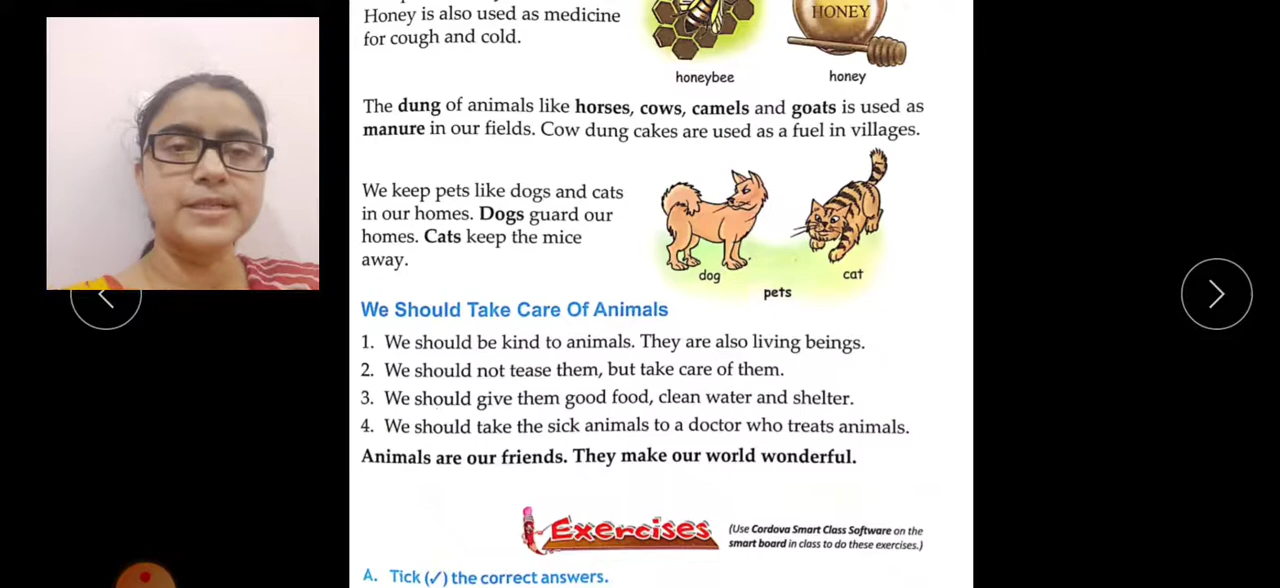 Honey is also used as medicine
for cough and cold.
HONEY
honeybee
honey
The dung of animals like horses, cows, camels and goats is used as
manure in our fields. Cow dung cakes are used as a fuel in villages.
We keep pets like dogs and cats
in our homes. Dogs guard our
homes. Cats keep the mice
away.
dog
cat
pets
We Should Take Care Of Animals
1. We should be kind to animals. They are also living beings.
2. We should not tease them, but take care of them.
3. We should give them good food, clean water and shelter.
4. We should take the sick animals to a doctor who treats animals.
Animals are our friends. They make our world wonderful.
Exercises
(Use Cordova Smart Class Software on the
smart board in class to do these exercises.)
A. Tick (✓) the correct answers.